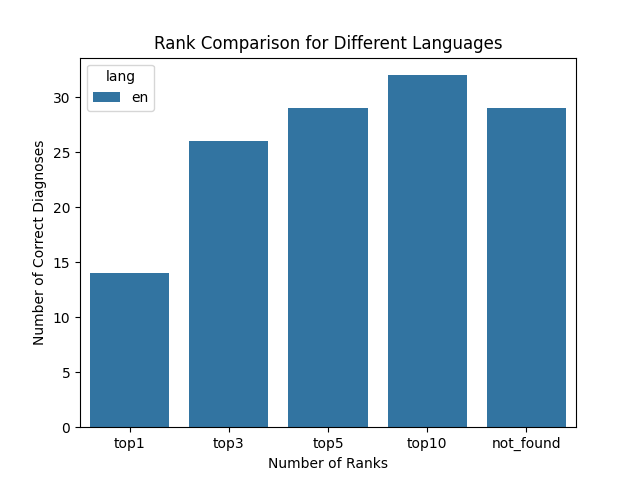 Rank Comparison for Different Languages
lang
en
Number of Correct Diagnoses
30
25
20
15
10
5
0
top1 top3 top5 top10 not_found
Number of Ranks